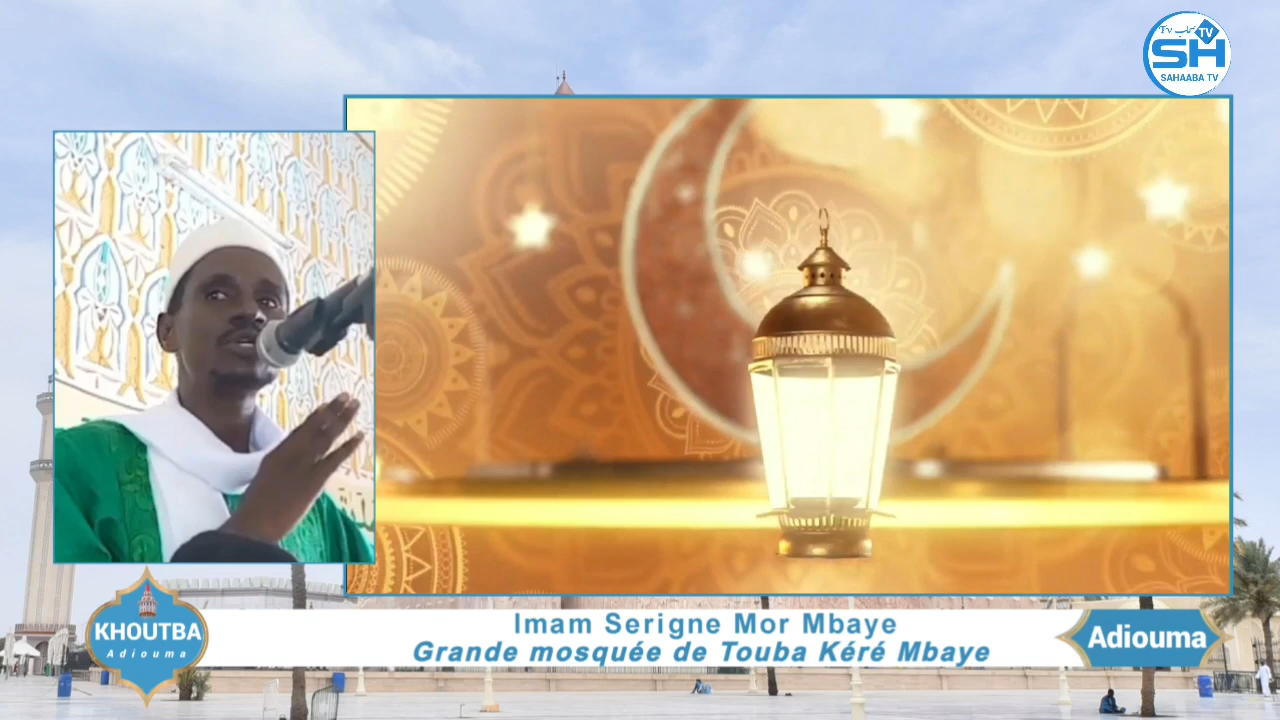 TV
SH
SAHAABA TV
KHOUTBA
Adiouma
Imam Serigne Mor Mbaye
Grande mosquée de Touba Kéré Mbaye
Adiouma